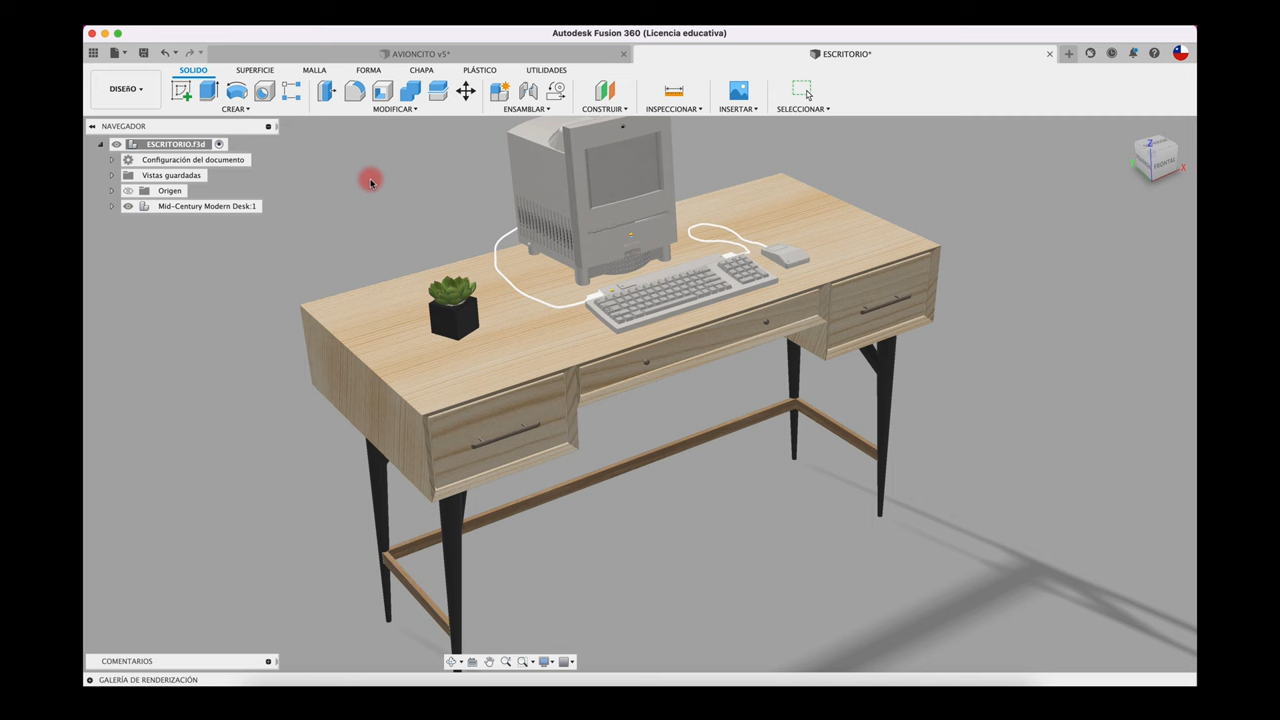 Autodesk Fusion 360 (Licencia educativa)
AVIONCITO v5*
ESCRITORIO*
SÓLIDO SUPERFICIE MALLA FORMA CHAPA PLÁSTICO UTILIDADES
DISEÑO
CREAR MODIFICAR ENSAMBLAR CONSTRUIR INSPECCIONAR INSERTAR SELECCIONAR
NAVEGADOR
ESCRITORIO.f3d
Configuración del documento
Vistas guardadas
Origen
Mid-Century Modern Desk:1
Z
FRONTAL
X
COMENTARIOS
GALERÍA DE RENDERIZACIÓN